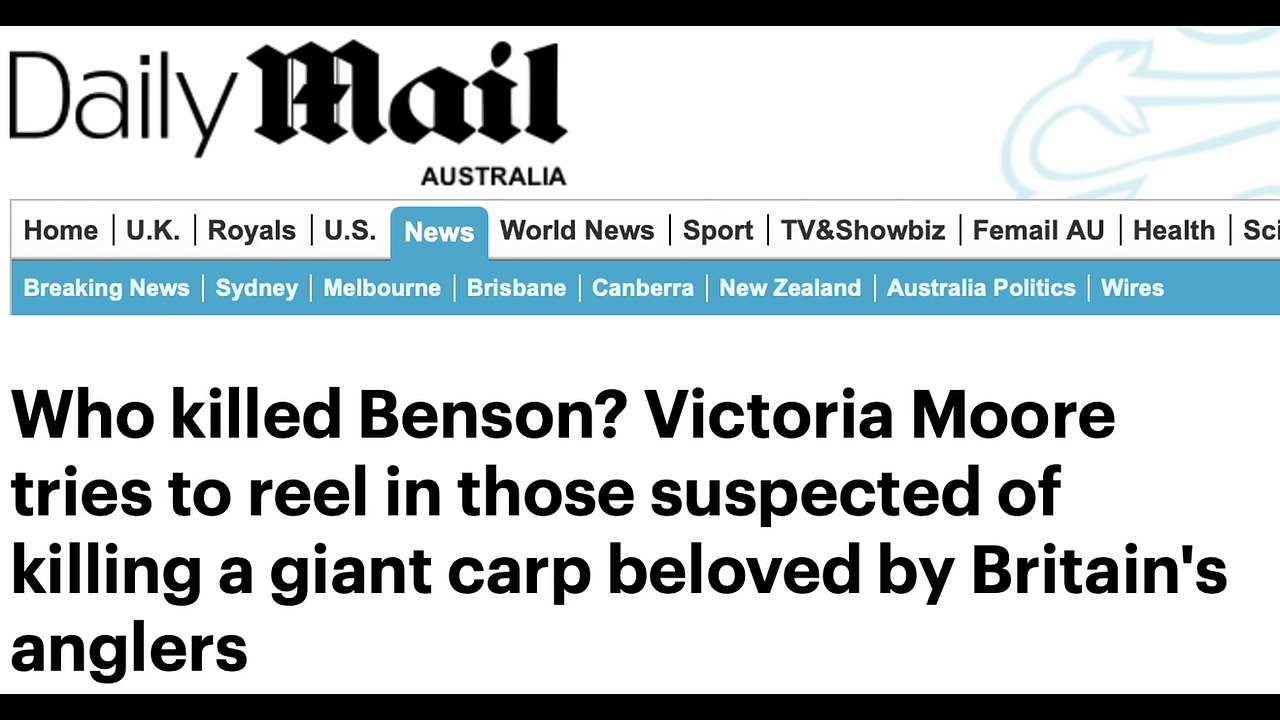 Daily Mail
AUSTRALIA
Home U.K. Royals U.S. News World News Sport TV&Showbiz Femail AU Health Sci
Breaking News Sydney Melbourne Brisbane Canberra New Zealand Australia Politics Wires
Who killed Benson? Victoria Moore
tries to reel in those suspected of
killing a giant carp beloved by Britain's
anglers